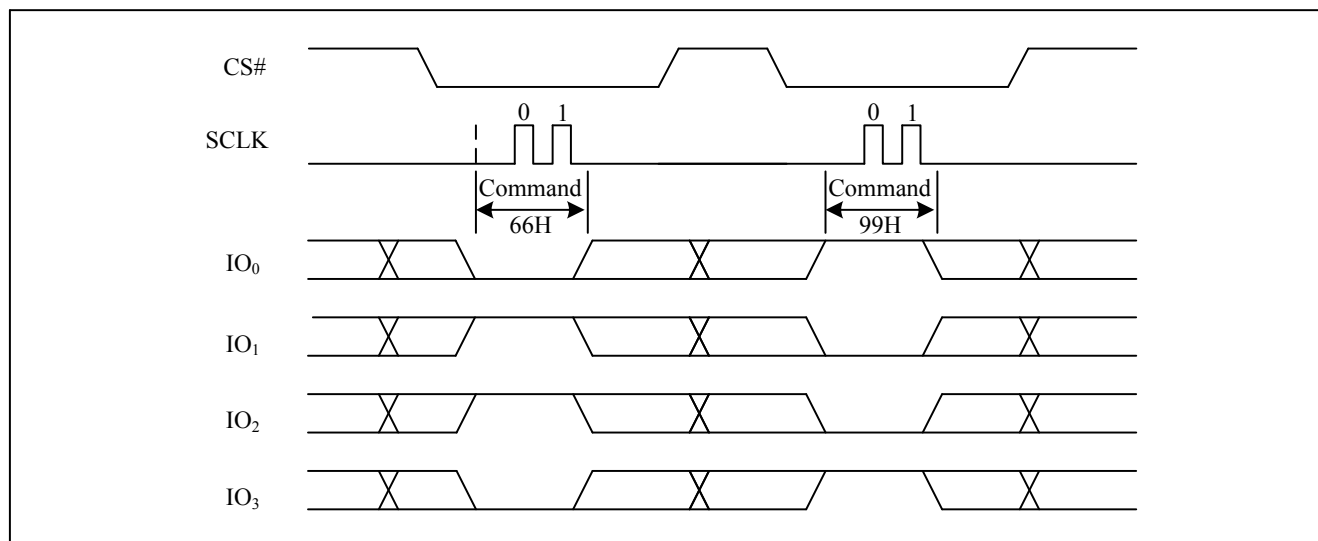 CS#
0 1 0 1
SCLK
Command Command
66H 99H
IO₀
IO₁
IO₂
IO₃